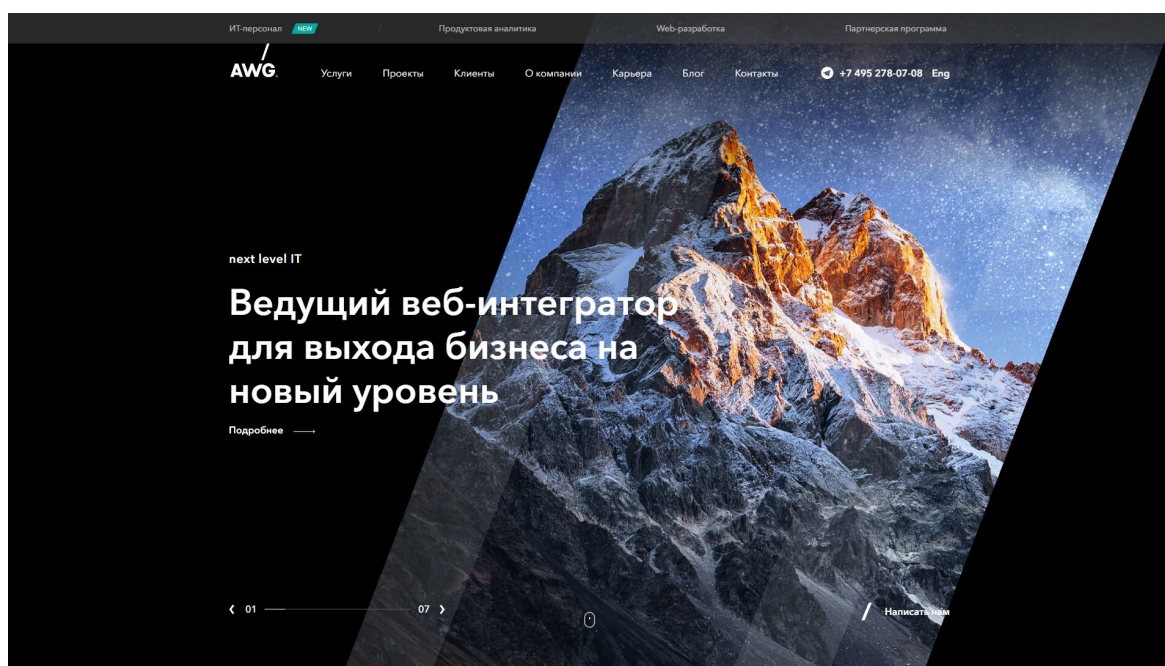 ИТ-персонал NEW / Продуктовая аналитика / Web-разработка / Партнерская программа
AWG. Услуги Проекты Клиенты О компании Карьера Блог Контакты +7 495 278-07-08 Eng
next level IT
Ведущий веб-интегратор
для выхода бизнеса на
новый уровень
Подробнее
01 07
Написать нам